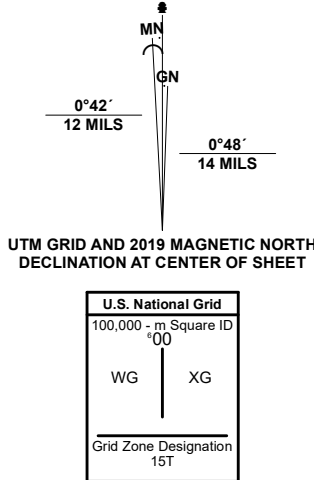 MN
GN
0°42´
12 MILS
0°48´
14 MILS
UTM GRID AND 2019 MAGNETIC NORTH
DECLINATION AT CENTER OF SHEET
U.S. National Grid
100,000 - m Square ID
⁶00
WG XG
Grid Zone Designation
15T